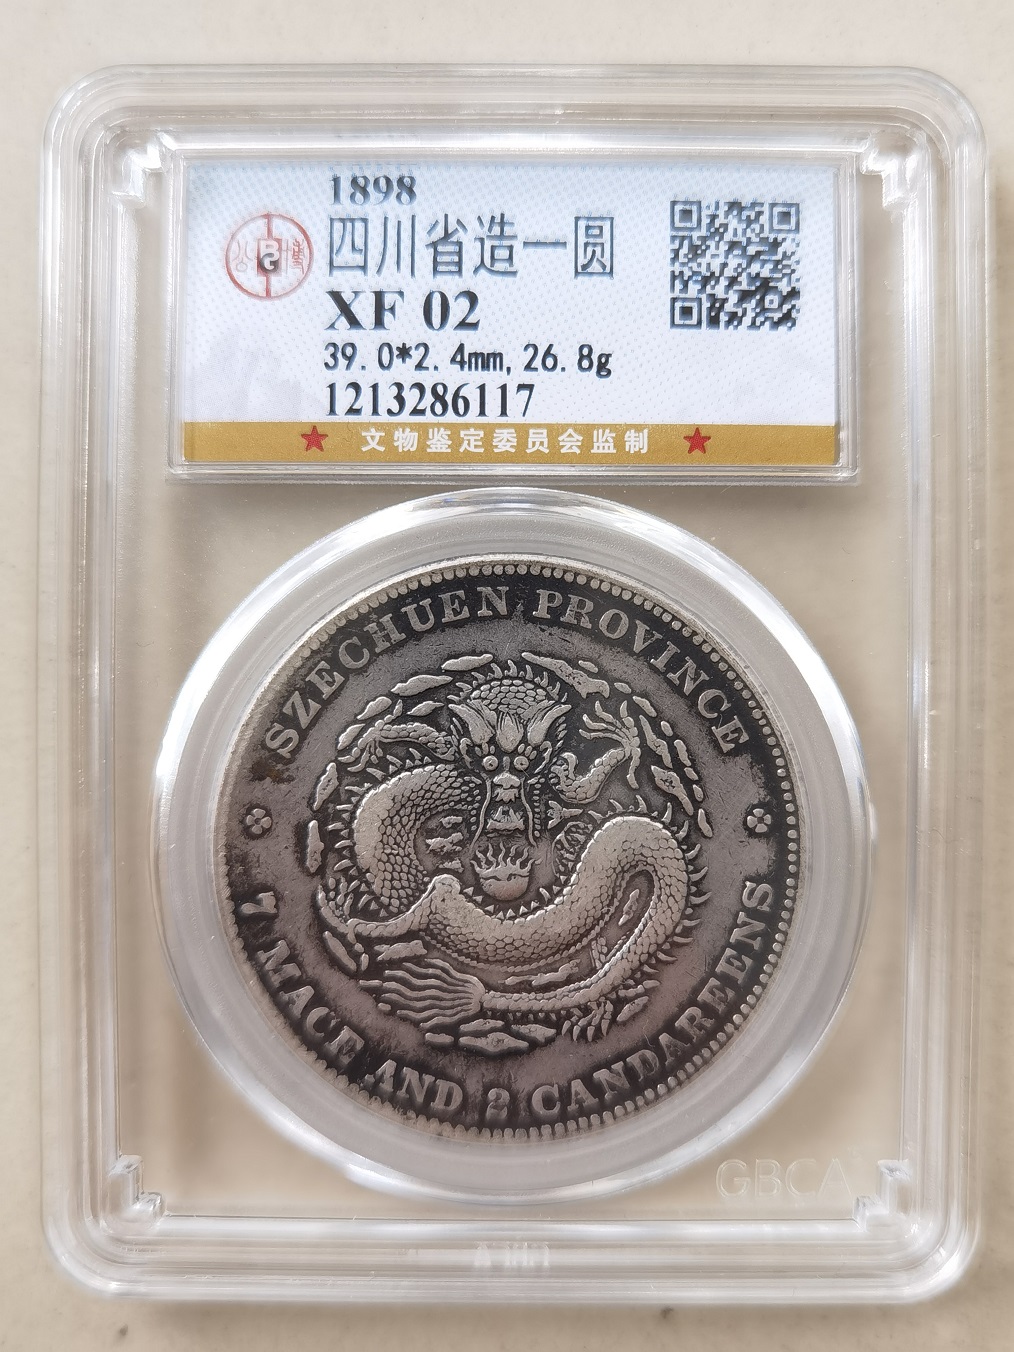 1898
四川省造一圆
XF 02
39.0*2.4mm, 26.8g
1213286117
文物鉴定委员会监制
SZECHUEN PROVINCE
7 MACE AND 2 CANDAREENS
GBCA